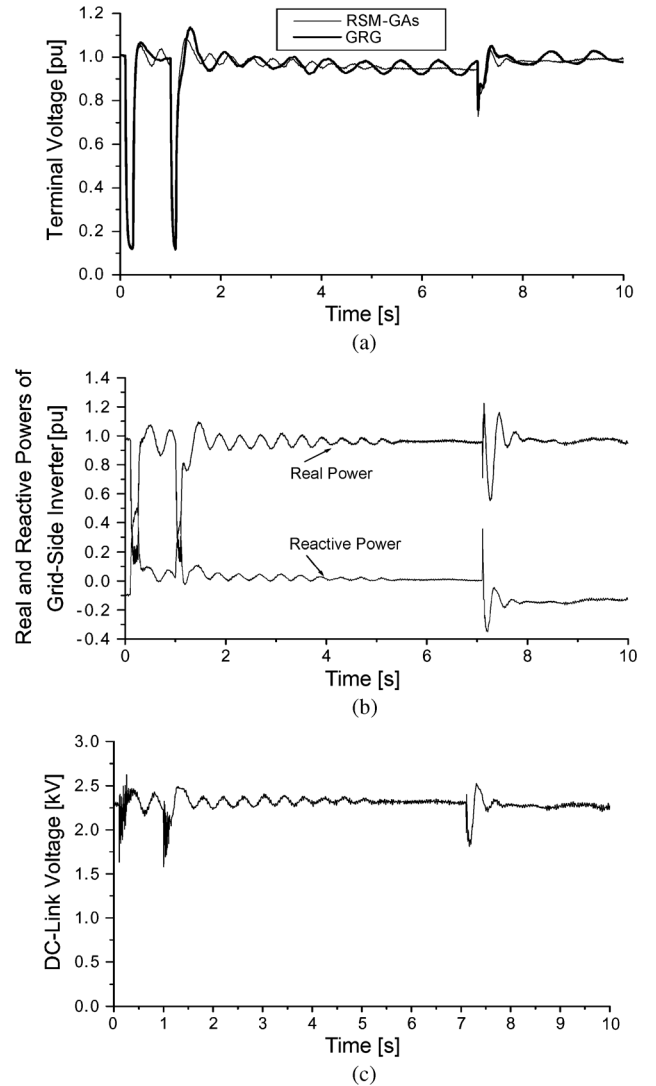 RSM-GAs
GRG
Terminal Voltage [pu]
1.2
1.0
0.8
0.6
0.4
0.2
0.0
0 2 4 6 8 10
Time [s]
(a)
Real and Reactive Powers of
Grid-Side Inverter[pu]
1.4
1.2
1.0
0.8
0.6
0.4
0.2
0.0
-0.2
-0.4
Real Power
Reactive Power
0 2 4 6 8 10
Time [s]
(b)
DC-Link Voltage [kV]
3.0
2.5
2.0
1.5
1.0
0.5
0.0
0 1 2 3 4 5 6 7 8 9 10
Time [s]
(c)